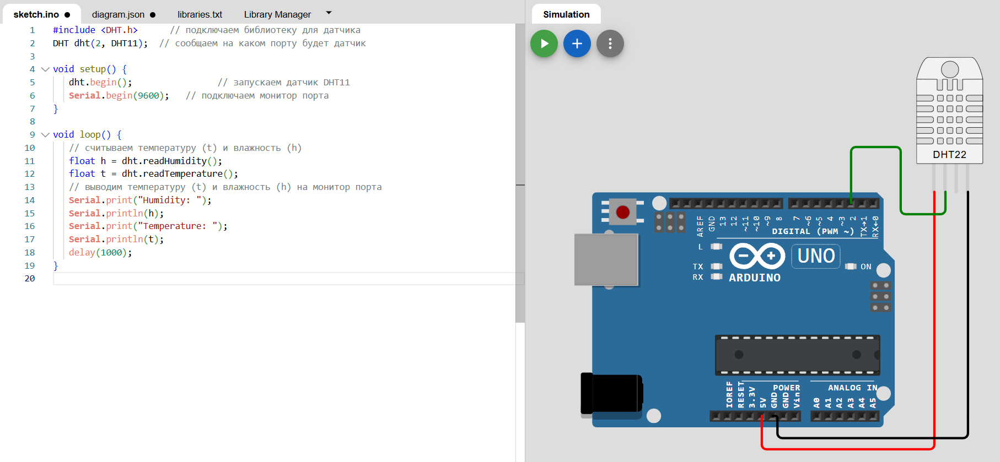 sketch.ino ● diagram.json ● libraries.txt Library Manager
1 #include <DHT.h> // подключаем библиотеку для датчика
2 DHT dht(2, DHT11); // сообщаем на каком порту будет датчик
3
4 void setup() {
5 dht.begin(); // запускаем датчик DHT11
6 Serial.begin(9600); // подключаем монитор порта
7 }
8
9 void loop() {
10 // считываем температуру (t) и влажность (h)
11 float h = dht.readHumidity();
12 float t = dht.readTemperature();
13 // выводим температуру (t) и влажность (h) на монитор порта
14 Serial.print("Humidity: ");
15 Serial.println(h);
16 Serial.print("Temperature: ");
17 Serial.println(t);
18 delay(1000);
19 }
20
Simulation
DHT22
AREF GND 13 12 ~11 ~10 ~9 8 7 ~6 ~5 4 ~3 2 TX→1 RX←0
DIGITAL (PWM ~)
L
UNO
TX
ON
RX
ARDUINO
POWER
ANALOG IN
IOREF RESET 3.3V 5V GND GND Vin A0 A1 A2 A3 A4 A5